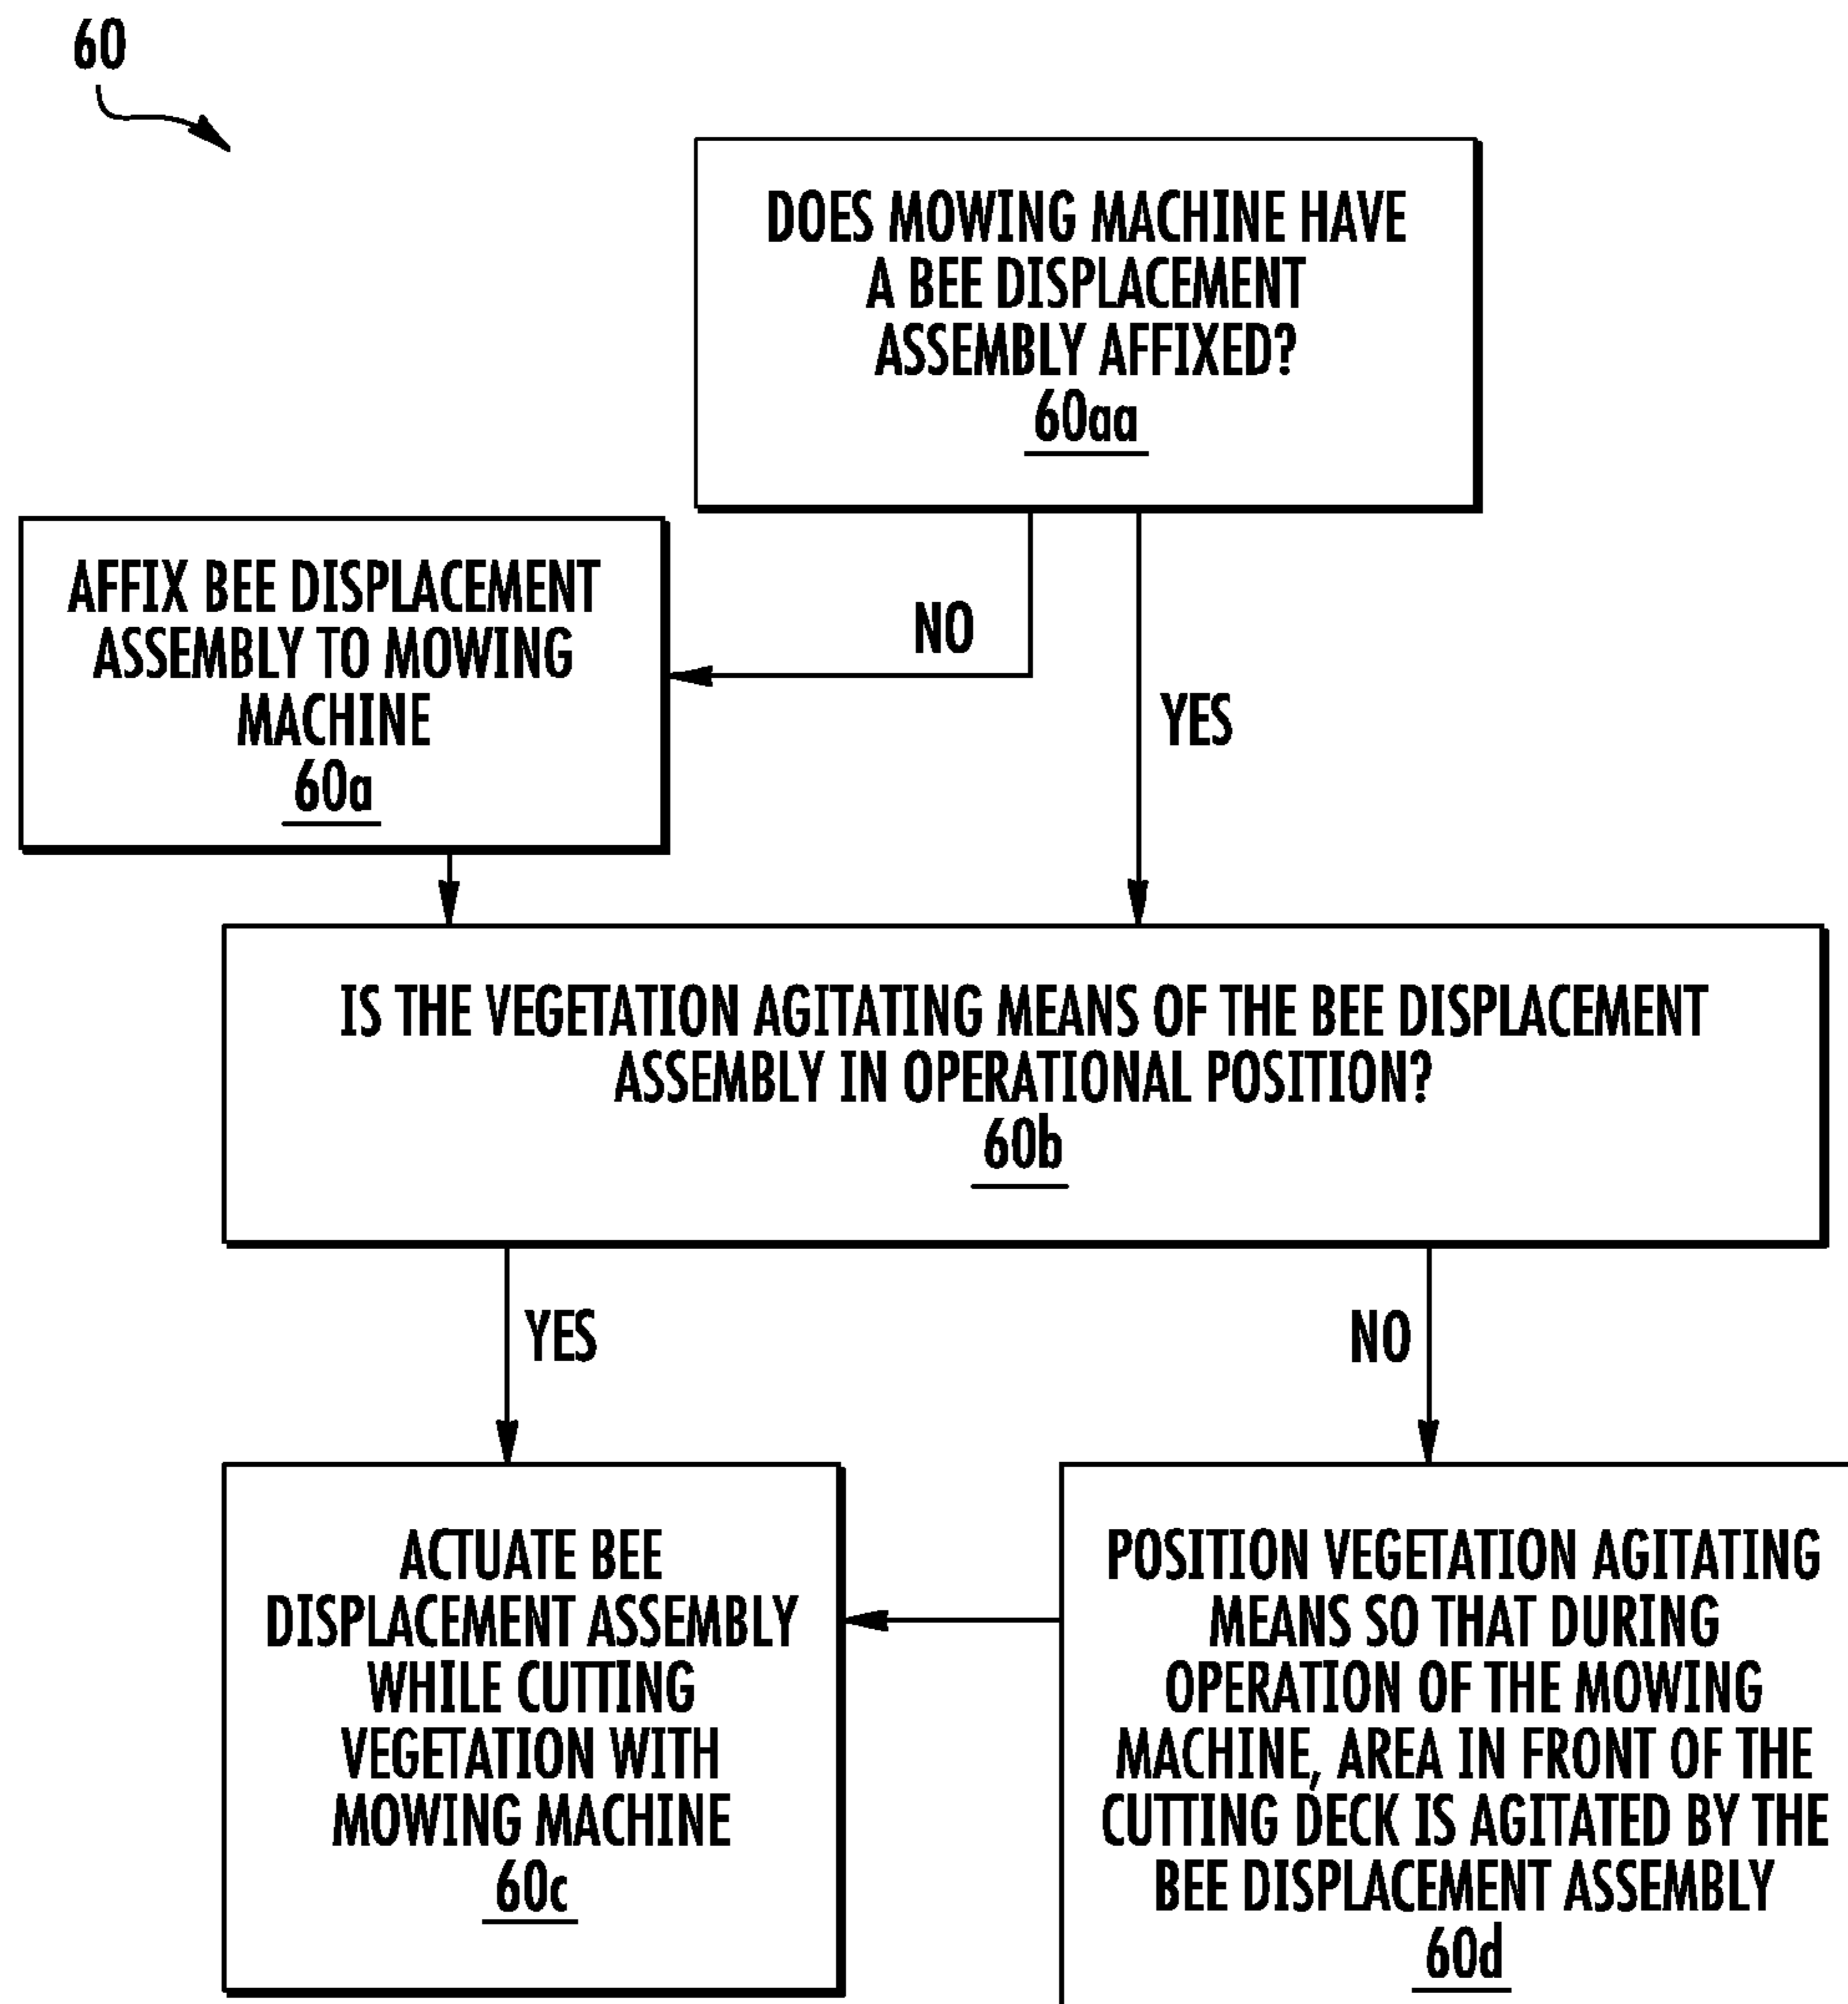 60
DOES MOWING MACHINE HAVE
A BEE DISPLACEMENT
ASSEMBLY AFFIXED?
60aa
AFFIX BEE DISPLACEMENT
ASSEMBLY TO MOWING
MACHINE
60a
NO
YES
IS THE VEGETATION AGITATING MEANS OF THE BEE DISPLACEMENT
ASSEMBLY IN OPERATIONAL POSITION?
60b
YES
NO
ACTUATE BEE
DISPLACEMENT ASSEMBLY
WHILE CUTTING
VEGETATION WITH
MOWING MACHINE
60c
POSITION VEGETATION AGITATING
MEANS SO THAT DURING
OPERATION OF THE MOWING
MACHINE, AREA IN FRONT OF THE
CUTTING DECK IS AGITATED BY THE
BEE DISPLACEMENT ASSEMBLY
60d